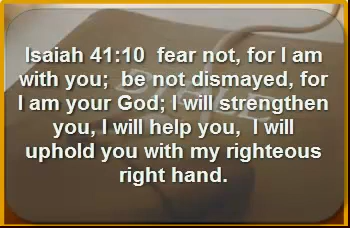 Isaiah 41:10  fear not, for I am
with you;  be not dismayed, for
I am your God; I will strengthen
you, I will help you,  I will
uphold you with my righteous
right hand.